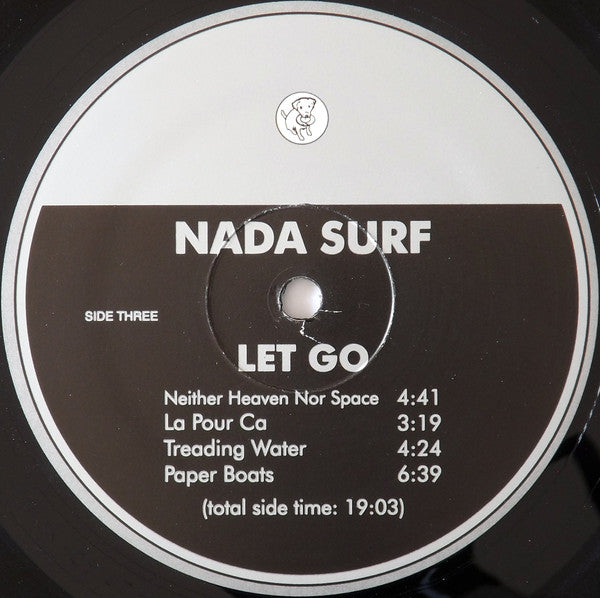 NADA SURF
SIDE THREE
LET GO
Neither Heaven Nor Space 4:41
La Pour Ca 3:19
Treading Water 4:24
Paper Boats 6:39
(total side time: 19:03)